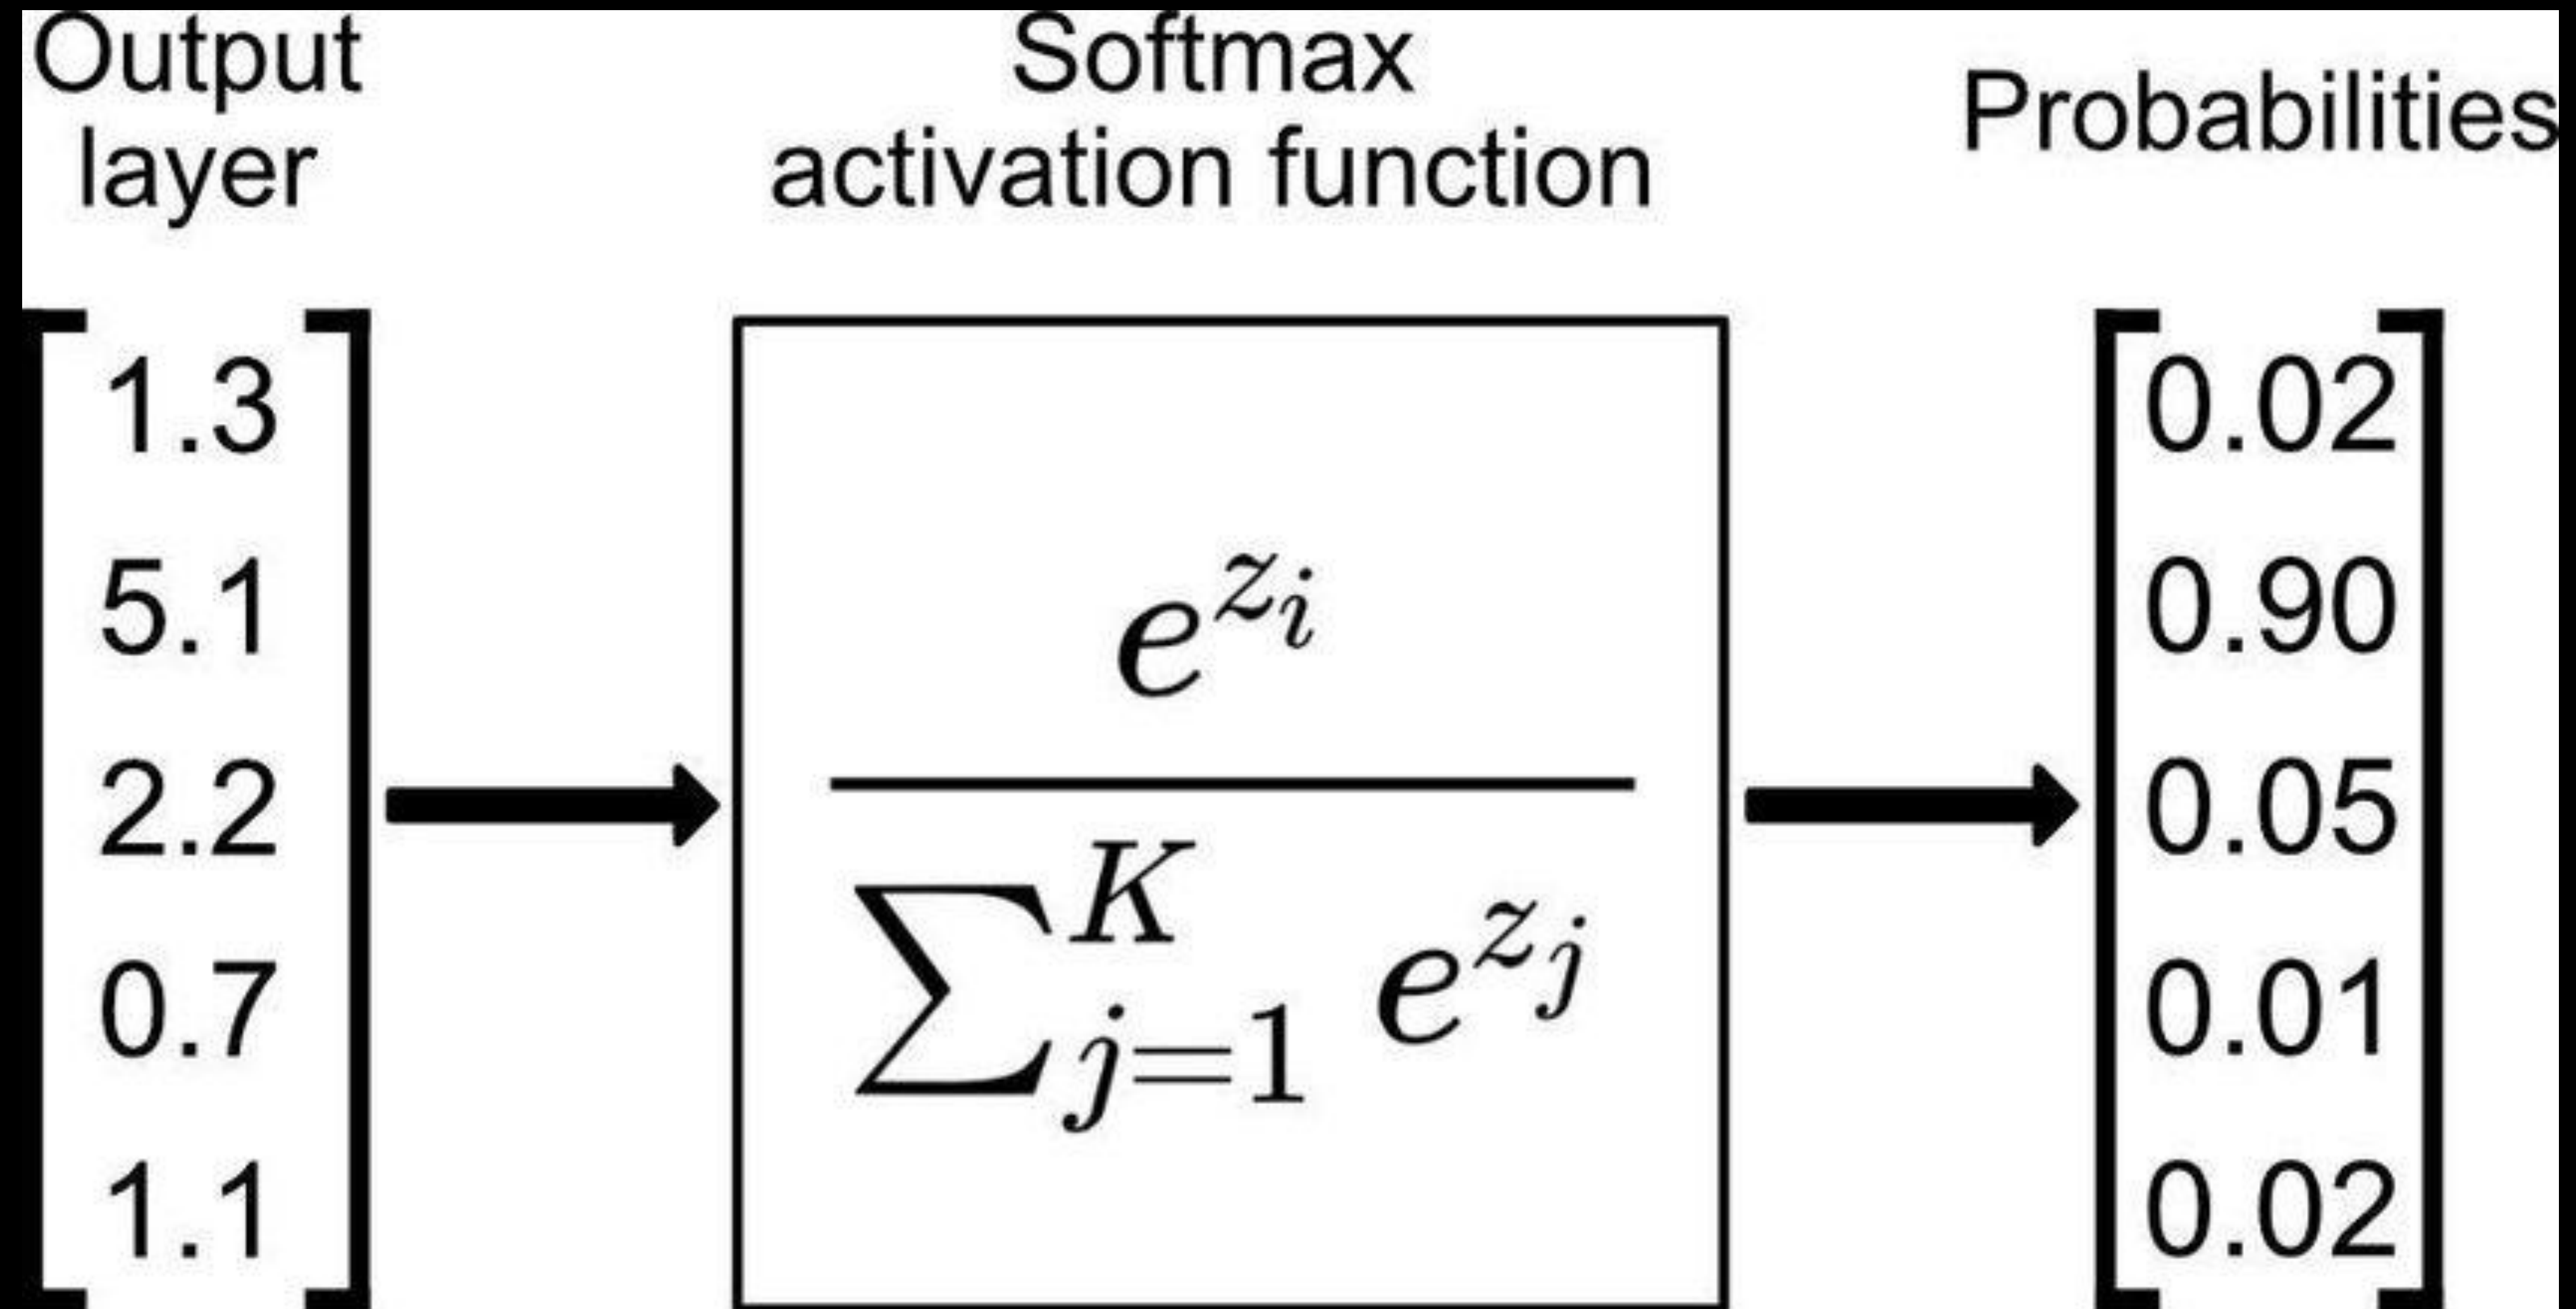 Output
layer
Softmax
activation function
Probabilities
1.3
5.1
2.2
0.7
1.1
e^{z_i}
∑_{j=1}^{K} e^{z_j}
0.02
0.90
0.05
0.01
0.02